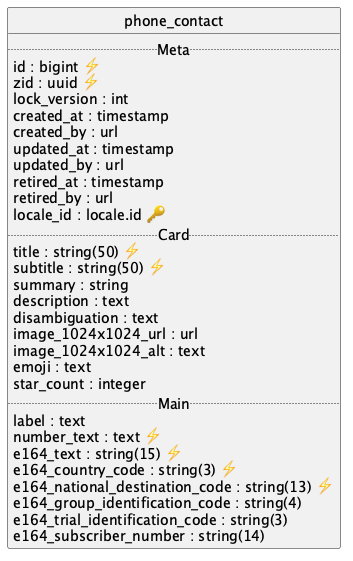 phone_contact
Meta
id : bigint ⚡
zid : uuid ⚡
lock_version : int
created_at : timestamp
created_by : url
updated_at : timestamp
updated_by : url
retired_at : timestamp
retired_by : url
locale_id : locale.id 🔑
Card
title : string(50) ⚡
subtitle : string(50) ⚡
summary : string
description : text
disambiguation : text
image_1024x1024_url : url
image_1024x1024_alt : text
emoji : text
star_count : integer
Main
label : text
number_text : text ⚡
e164_text : string(15) ⚡
e164_country_code : string(3) ⚡
e164_national_destination_code : string(13) ⚡
e164_group_identification_code : string(4)
e164_trial_identification_code : string(3)
e164_subscriber_number : string(14)